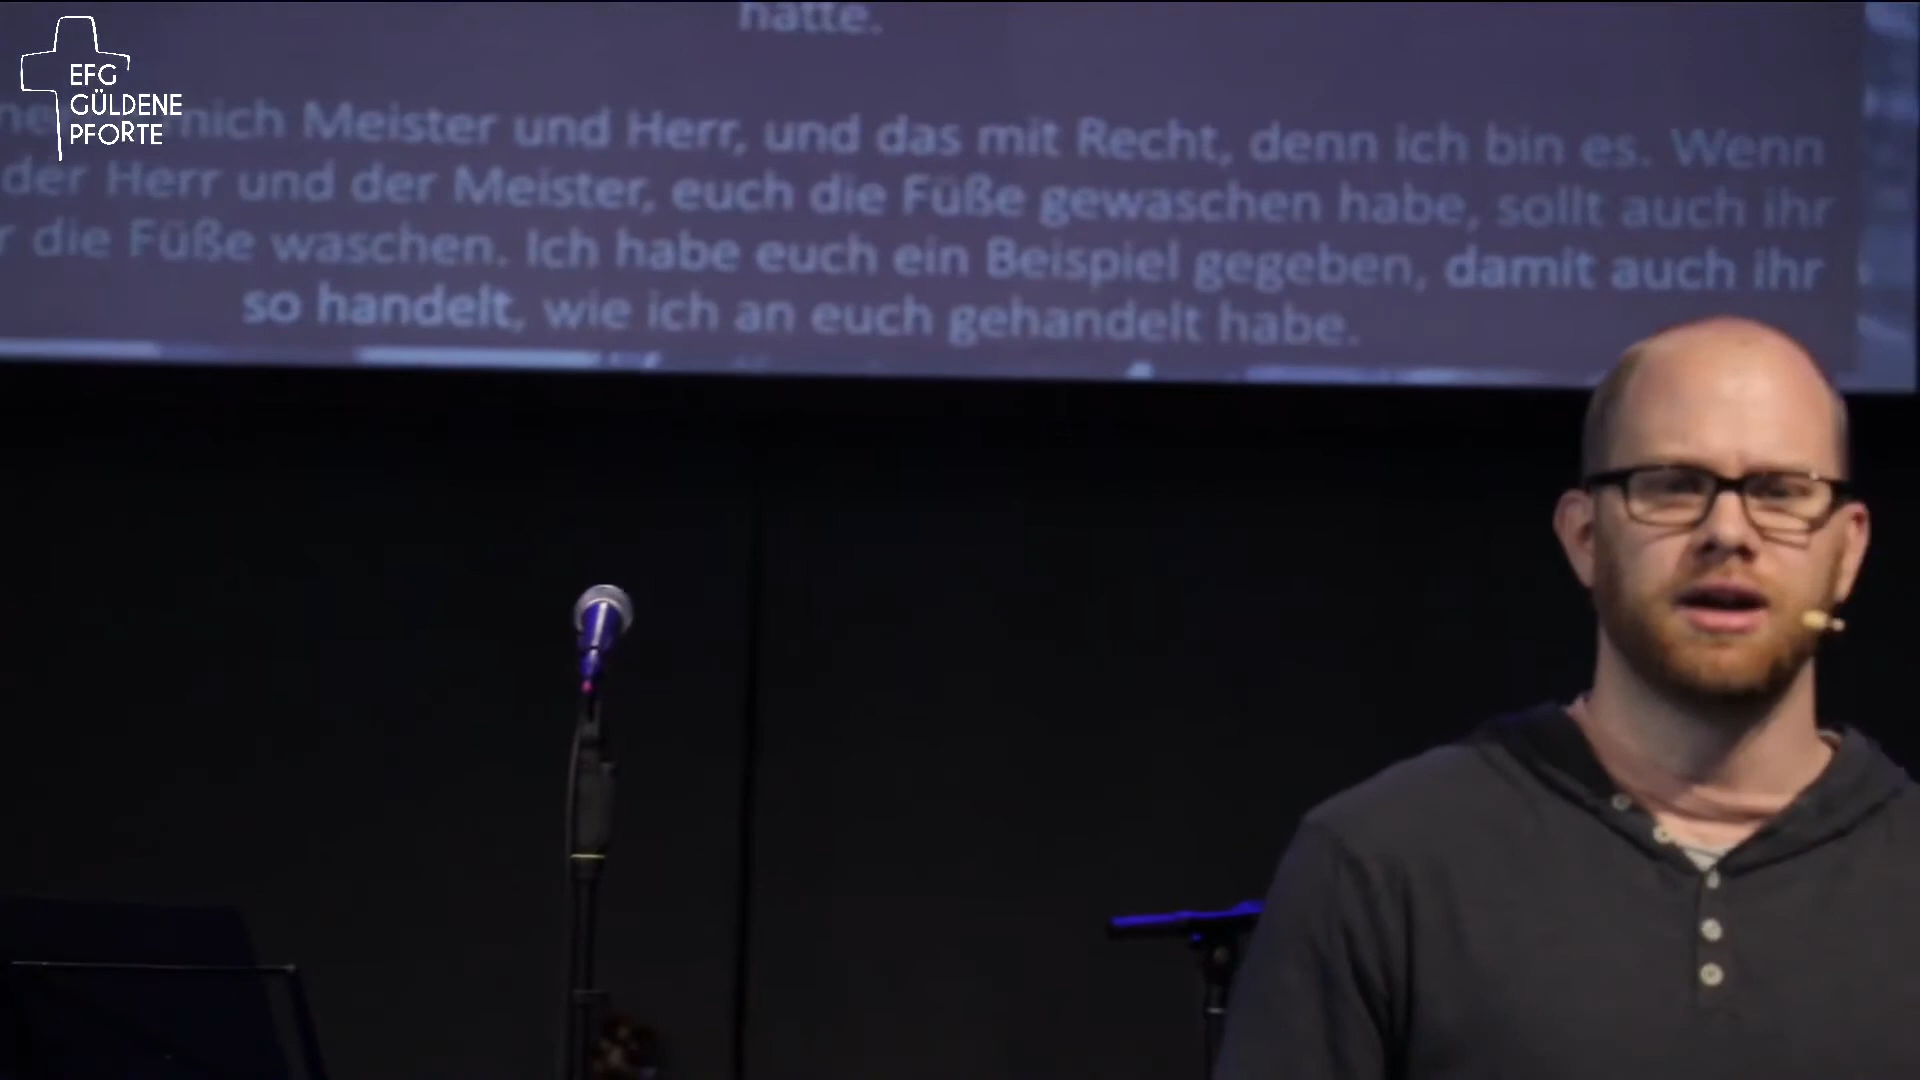 EFG
GÜLDENE
PFORTE
hatte.
mich Meister und Herr, und das mit Recht, denn ich bin es. Wenn
der Herr und der Meister, euch die Füße gewaschen habe, sollt auch ihr
die Füße waschen. Ich habe euch ein Beispiel gegeben, damit auch ihr
so handelt, wie ich an euch gehandelt habe.